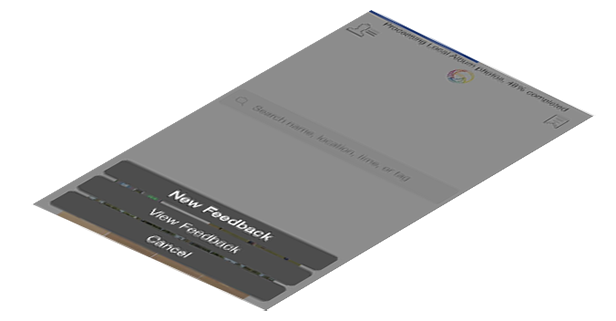 Processing Local Album photos, 48% completed
Search name, location, time, or tag
New Feedback
View Feedback
Cancel